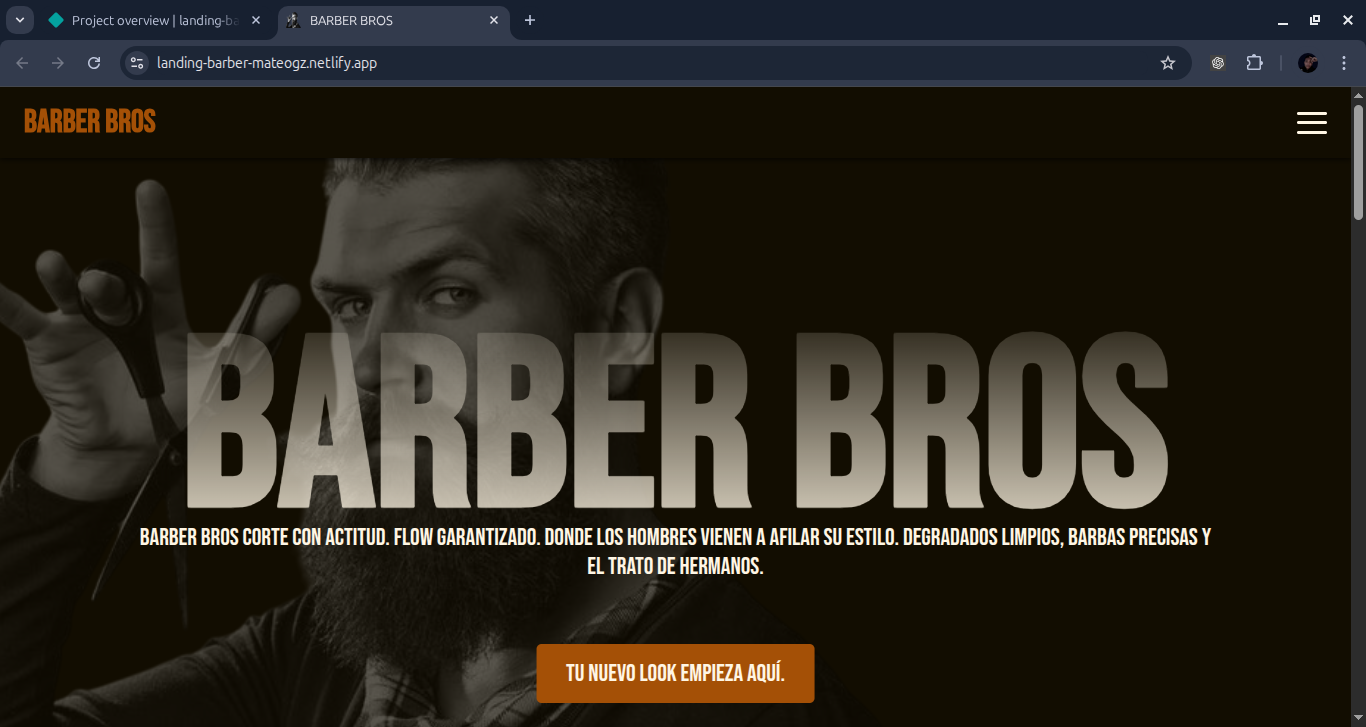 Project overview | landing-ba
BARBER BROS
landing-barber-mateogz.netlify.app
BARBER BROS
BARBER BROS
BARBER BROS CORTE CON ACTITUD. FLOW GARANTIZADO. DONDE LOS HOMBRES VIENEN A AFILAR SU ESTILO. DEGRADADOS LIMPIOS, BARBAS PRECISAS Y
EL TRATO DE HERMANOS.
TU NUEVO LOOK EMPIEZA AQUÍ.